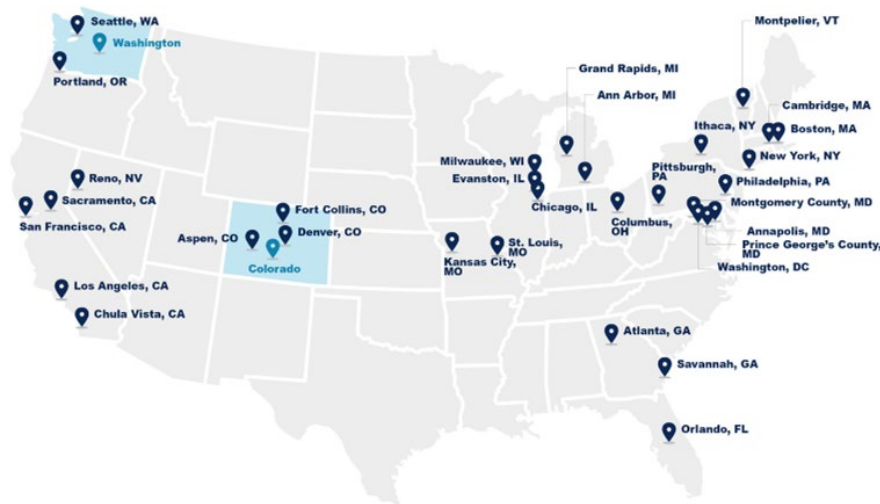 Montpelier, VT
Seattle, WA
Washington
Grand Rapids, MI
Portland, OR
Ann Arbor, MI
Cambridge, MA
Ithaca, NY
Boston, MA
Milwaukee, WI
New York, NY
Pittsburgh,
PA
Reno, NV
Evanston, IL
Philadelphia, PA
Sacramento, CA
Montgomery County, MD
Fort Collins, CO
Chicago, IL
San Francisco, CA
Columbus,
OH
Denver, CO
Annapolis, MD
Aspen, CO
St. Louis,
MO
Prince George's County,
MD
Kansas City,
MO
Colorado
Washington, DC
Los Angeles, CA
Chula Vista, CA
Atlanta, GA
Savannah, GA
Orlando, FL